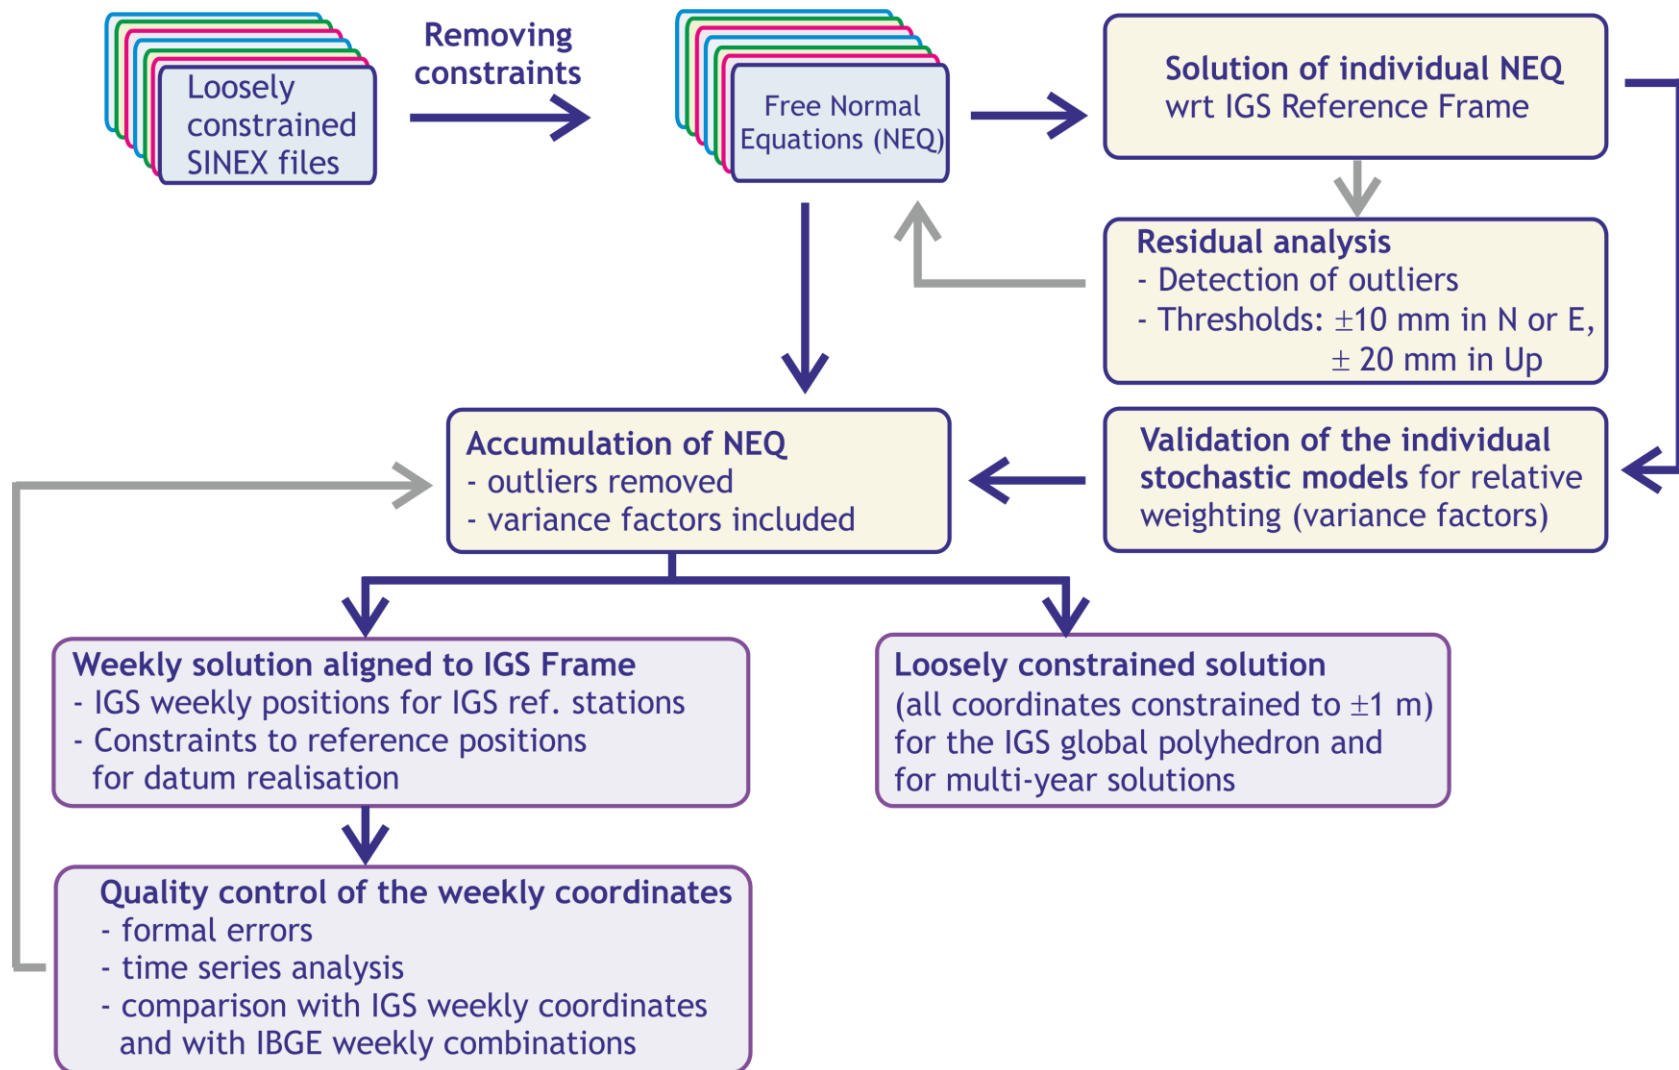 Removing
constraints
Loosely
constrained
SINEX files
Free Normal
Equations (NEQ)
Solution of individual NEQ
wrt IGS Reference Frame
Residual analysis
- Detection of outliers
- Thresholds: ±10 mm in N or E,
± 20 mm in Up
Accumulation of NEQ
- outliers removed
- variance factors included
Validation of the individual
stochastic models for relative
weighting (variance factors)
Weekly solution aligned to IGS Frame
- IGS weekly positions for IGS ref. stations
- Constraints to reference positions
for datum realisation
Loosely constrained solution
(all coordinates constrained to ±1 m)
for the IGS global polyhedron and
for multi-year solutions
Quality control of the weekly coordinates
- formal errors
- time series analysis
- comparison with IGS weekly coordinates
and with IBGE weekly combinations